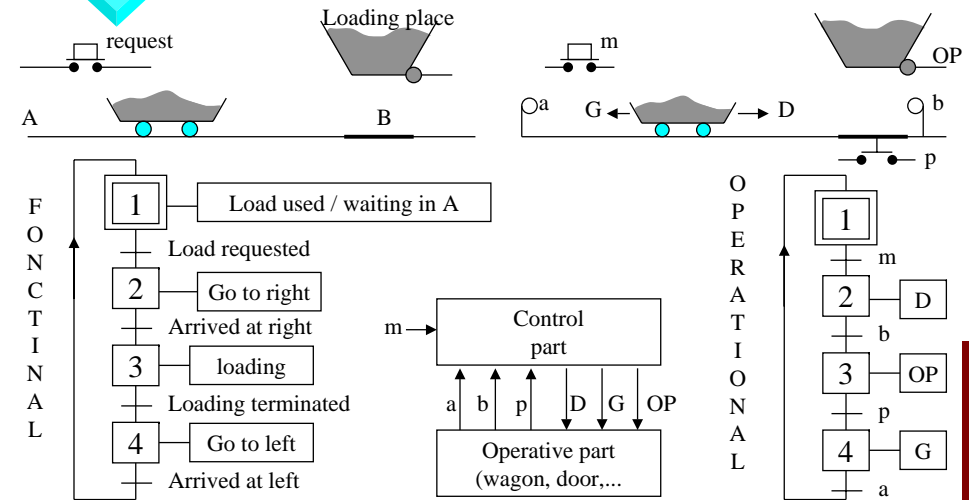 Loading place
request
A
B
m
OP
a
G
D
b
p
FONCTINAL
1
Load used / waiting in A
Load requested
2
Go to right
Arrived at right
3
loading
Loading terminated
4
Go to left
Arrived at left
m
Control
part
a b p D G OP
Operative part
(wagon, door,...
OPERATIONAL
1
m
2
D
b
3
OP
p
4
G
a